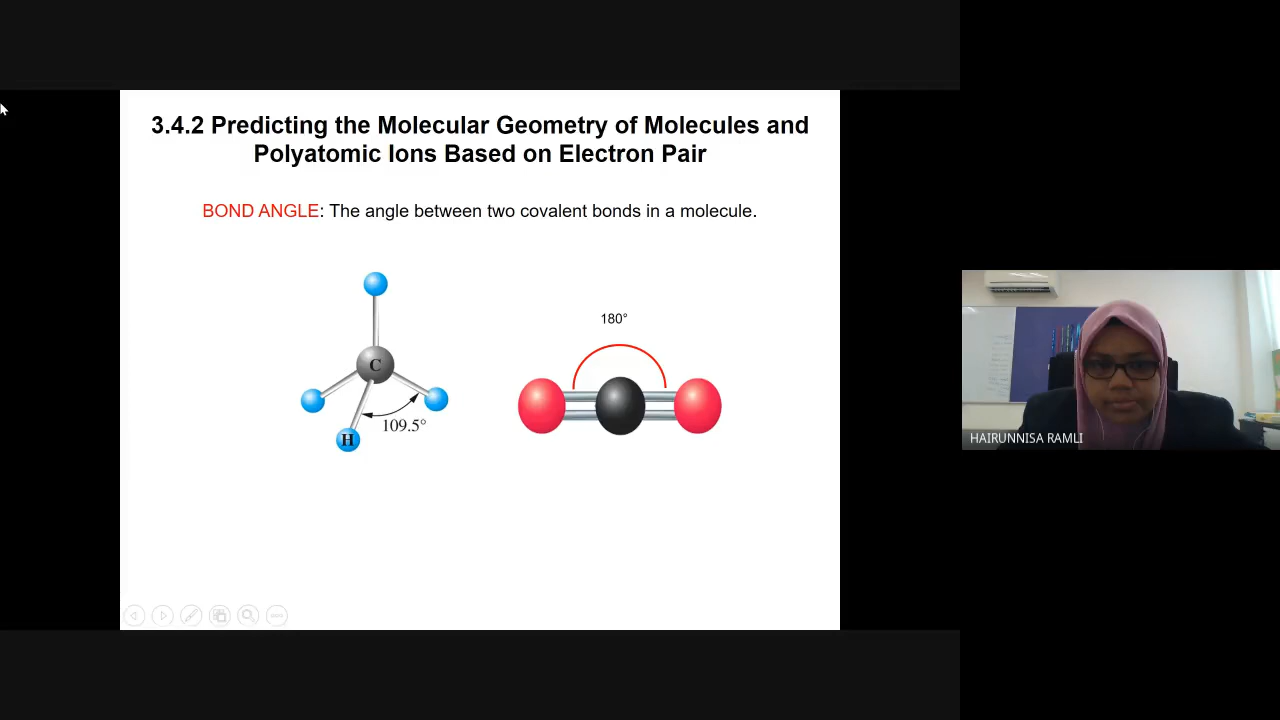 3.4.2 Predicting the Molecular Geometry of Molecules and
Polyatomic Ions Based on Electron Pair
BOND ANGLE: The angle between two covalent bonds in a molecule.
C
H
109.5°
180°
HAIRUNNISA RAMLI